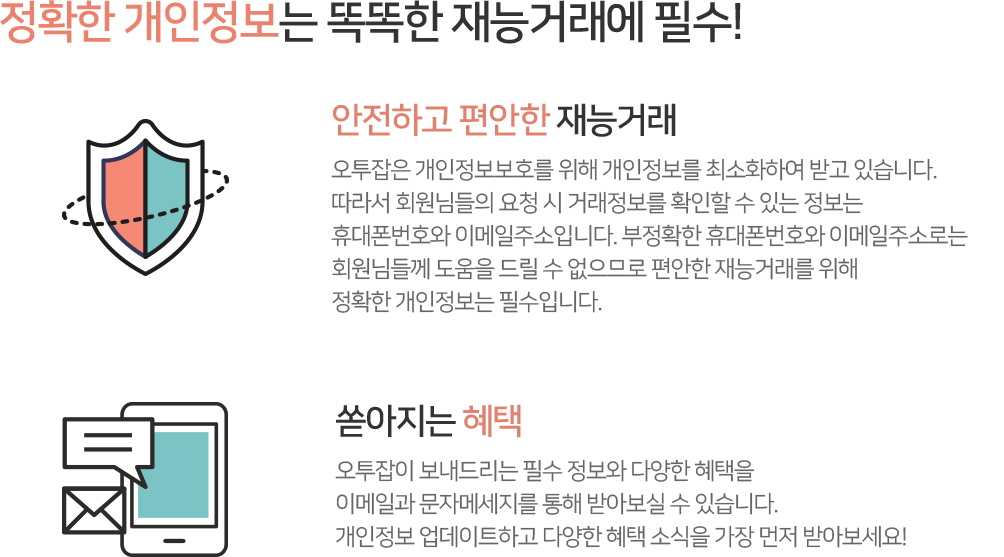 정확한 개인정보는 똑똑한 재능거래에 필수!
안전하고 편안한 재능거래
오투잡은 개인정보보호를 위해 개인정보를 최소화하여 받고 있습니다.
따라서 회원님들의 요청 시 거래정보를 확인할 수 있는 정보는
휴대폰번호와 이메일주소입니다. 부정확한 휴대폰번호와 이메일주소로는
회원님들께 도움을 드릴 수 없으므로 편안한 재능거래를 위해
정확한 개인정보는 필수입니다.
쏟아지는 혜택
오투잡이 보내드리는 필수 정보와 다양한 혜택을
이메일과 문자메세지를 통해 받아보실 수 있습니다.
개인정보 업데이트하고 다양한 혜택 소식을 가장 먼저 받아보세요!